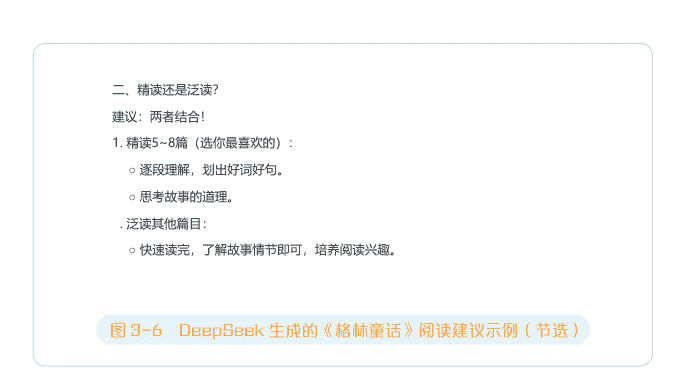 二、精读还是泛读？
建议：两者结合！
1. 精读5~8篇（选你最喜欢的）：
○ 逐段理解，划出好词好句。
○ 思考故事的道理。
. 泛读其他篇目：
○ 快速读完，了解故事情节即可，培养阅读兴趣。
图 3-6 DeepSeek 生成的《格林童话》阅读建议示例（节选）